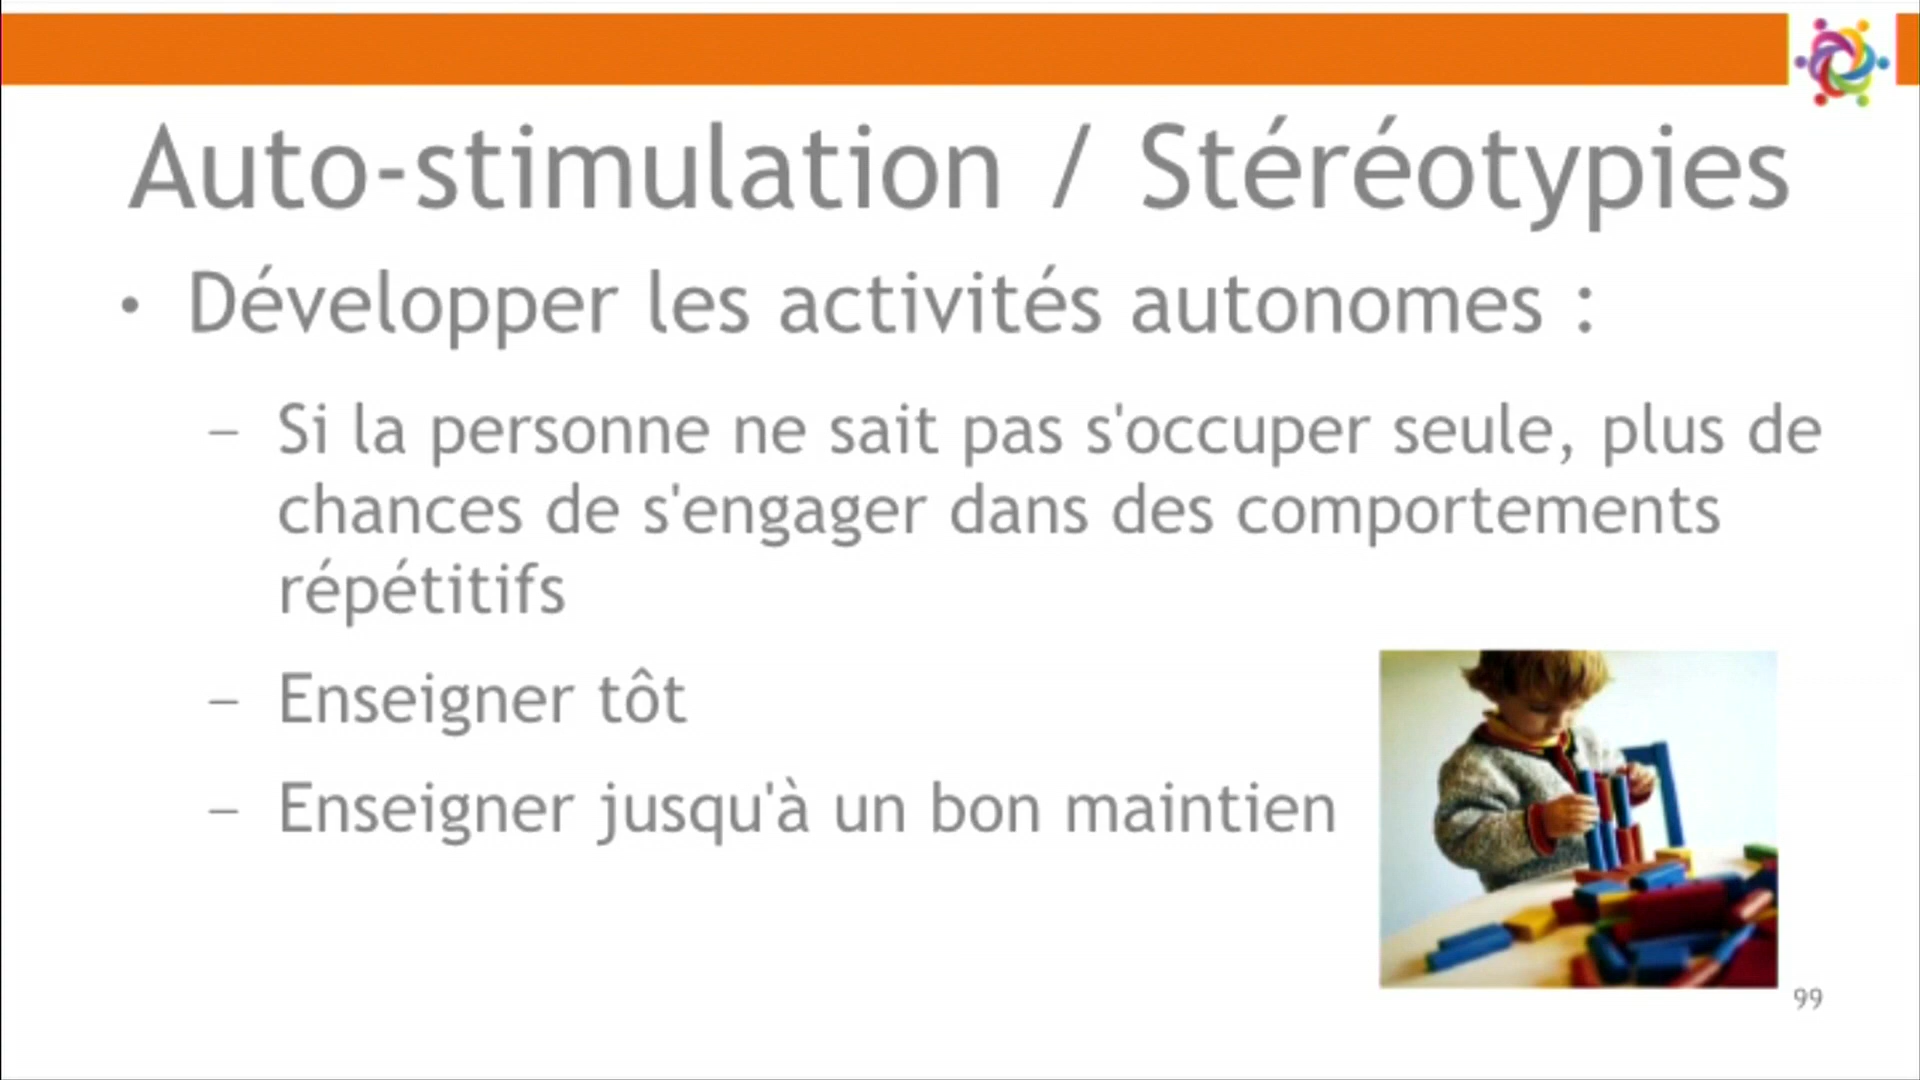 Auto-stimulation / Stéréotypies
• Développer les activités autonomes :
– Si la personne ne sait pas s'occuper seule, plus de
chances de s'engager dans des comportements
répétitifs
– Enseigner tôt
– Enseigner jusqu'à un bon maintien
99